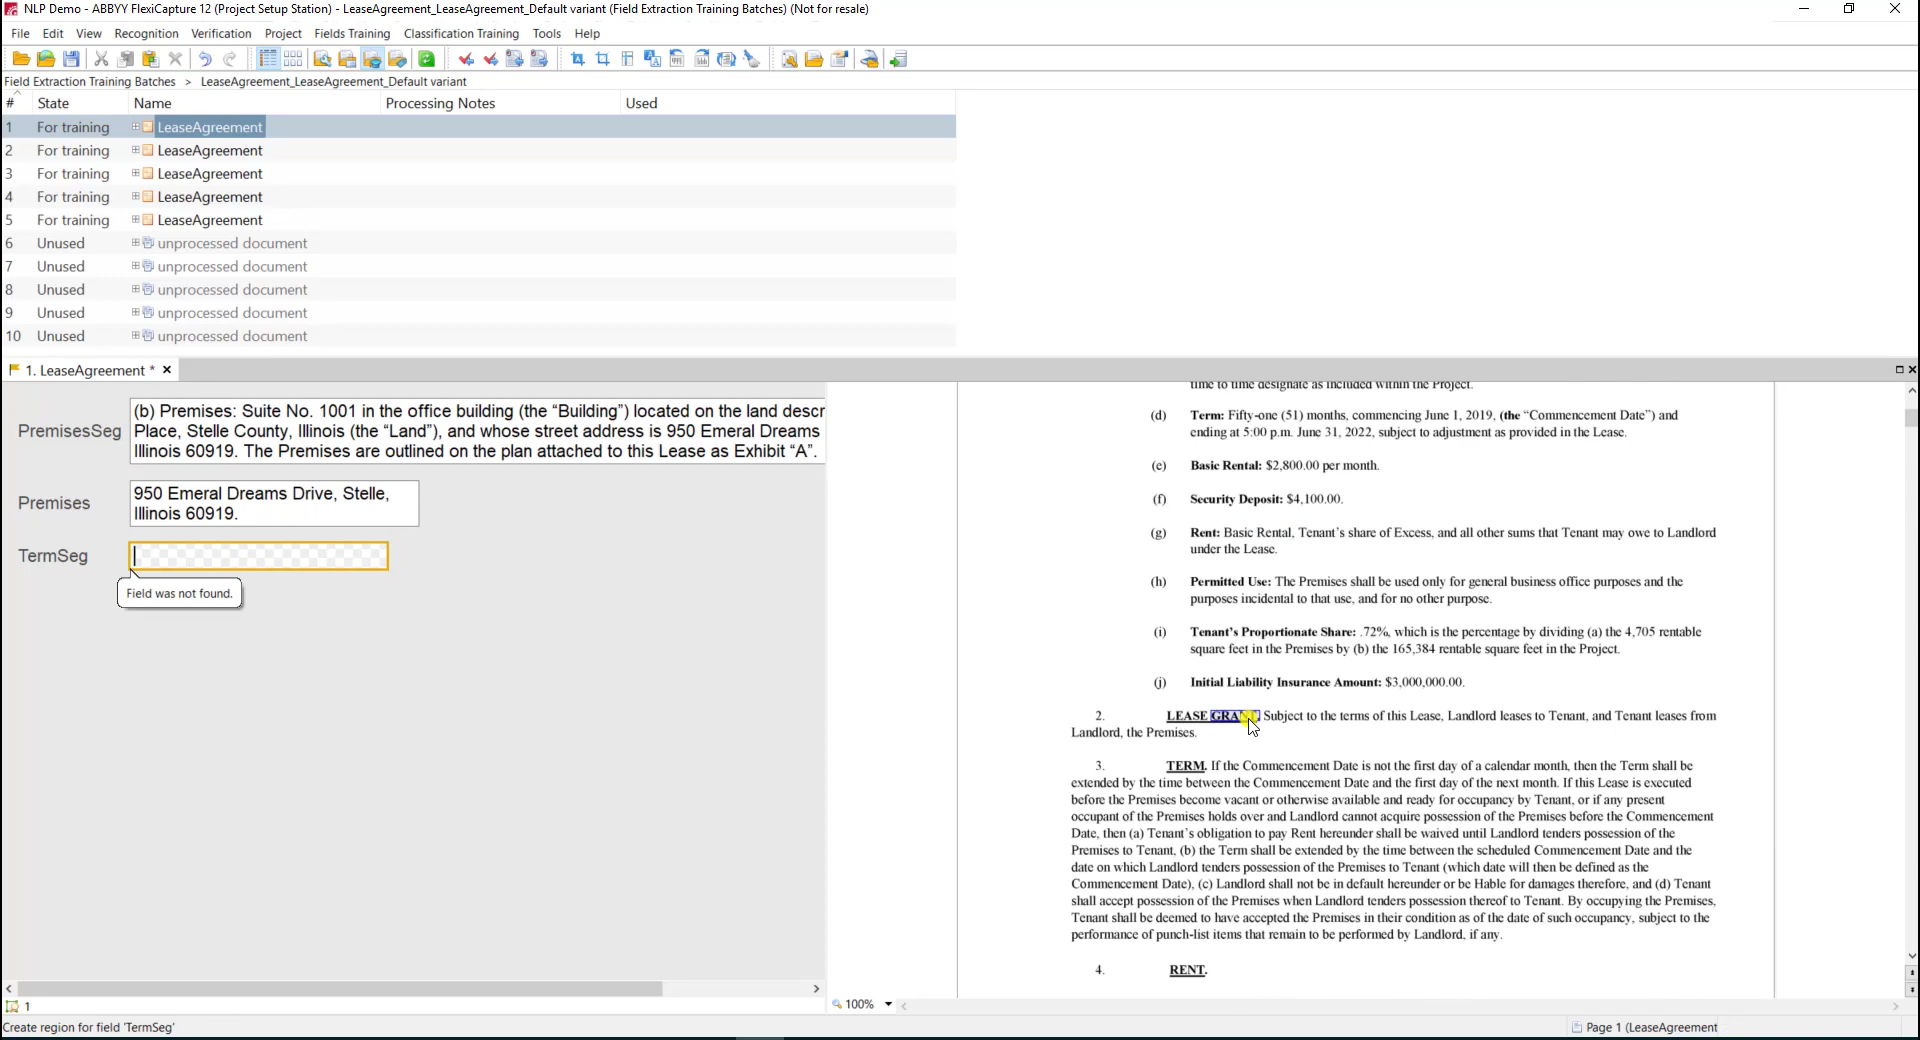 NLP Demo - ABBYY FlexiCapture 12 (Project Setup Station) - LeaseAgreement_LeaseAgreement_Default variant (Field Extraction Training Batches) (Not for resale)
File Edit View Recognition Verification Project Fields Training Classification Training Tools Help
Field Extraction Training Batches > LeaseAgreement_LeaseAgreement_Default variant
# State Name Processing Notes Used
1 For training LeaseAgreement
2 For training LeaseAgreement
3 For training LeaseAgreement
4 For training LeaseAgreement
5 For training LeaseAgreement
6 Unused unprocessed document
7 Unused unprocessed document
8 Unused unprocessed document
9 Unused unprocessed document
10 Unused unprocessed document
1. LeaseAgreement *
PremisesSeg
(b) Premises: Suite No. 1001 in the office building (the “Building”) located on the land descr
Place, Stelle County, Illinois (the “Land”), and whose street address is 950 Emeral Dreams
Illinois 60919. The Premises are outlined on the plan attached to this Lease as Exhibit “A”.
Premises
950 Emeral Dreams Drive, Stelle,
Illinois 60919.
TermSeg
Field was not found.
time to time designate as included within the Project.
(d) Term: Fifty-one (51) months, commencing June 1, 2019, (the “Commencement Date”) and
ending at 5:00 p.m. June 31, 2022, subject to adjustment as provided in the Lease.
(e) Basic Rental: $2,800.00 per month.
(f) Security Deposit: $4,100.00.
(g) Rent: Basic Rental, Tenant’s share of Excess, and all other sums that Tenant may owe to Landlord
under the Lease.
(h) Permitted Use: The Premises shall be used only for general business office purposes and the
purposes incidental to that use, and for no other purpose.
(i) Tenant’s Proportionate Share: .72%, which is the percentage by dividing (a) the 4,705 rentable
square feet in the Premises by (b) the 165,384 rentable square feet in the Project.
(j) Initial Liability Insurance Amount: $3,000,000.00.
2. LEASE GRANT. Subject to the terms of this Lease, Landlord leases to Tenant, and Tenant leases from
Landlord, the Premises.
3. TERM. If the Commencement Date is not the first day of a calendar month, then the Term shall be
extended by the time between the Commencement Date and the first day of the next month. If this Lease is executed
before the Premises become vacant or otherwise available and ready for occupancy by Tenant, or if any present
occupant of the Premises holds over and Landlord cannot acquire possession of the Premises before the Commencement
Date, then (a) Tenant’s obligation to pay Rent hereunder shall be waived until Landlord tenders possession of the
Premises to Tenant, (b) the Term shall be extended by the time between the scheduled Commencement Date and the
date on which Landlord tenders possession of the Premises to Tenant (which date will then be defined as the
Commencement Date), (c) Landlord shall not be in default hereunder or be Hable for damages therefore, and (d) Tenant
shall accept possession of the Premises when Landlord tenders possession thereof to Tenant. By occupying the Premises,
Tenant shall be deemed to have accepted the Premises in their condition as of the date of such occupancy, subject to the
performance of punch-list items that remain to be performed by Landlord, if any.
4. RENT.
1
100%
Create region for field 'TermSeg'
Page 1 (LeaseAgreement